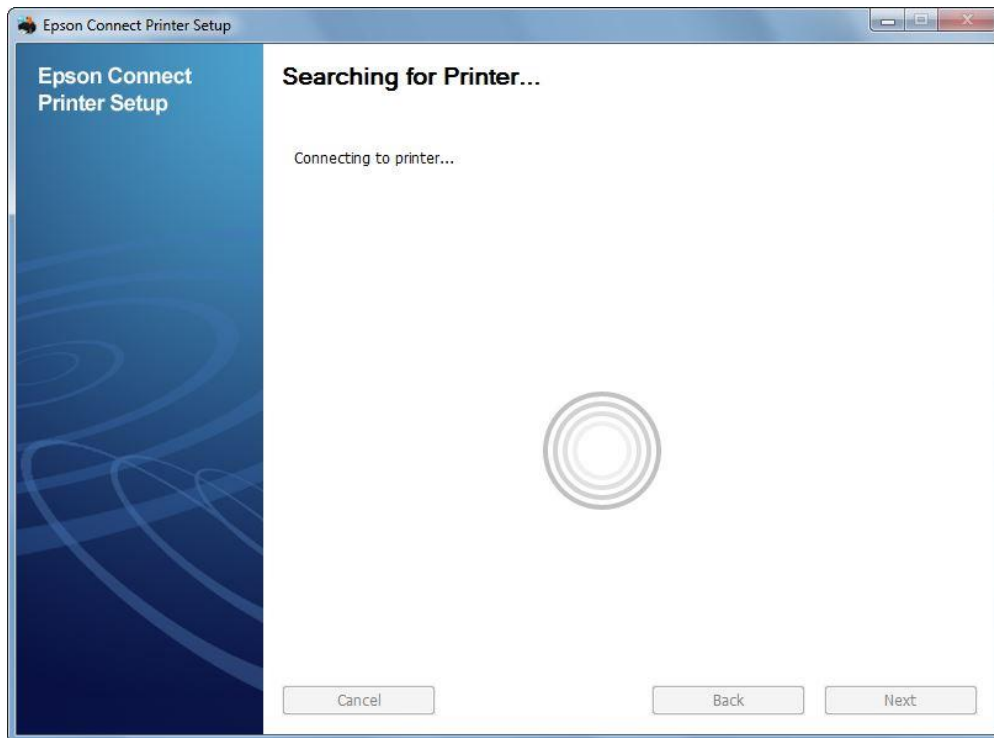 Epson Connect Printer Setup
Epson Connect
Printer Setup
Searching for Printer...
Connecting to printer...
Cancel
Back
Next